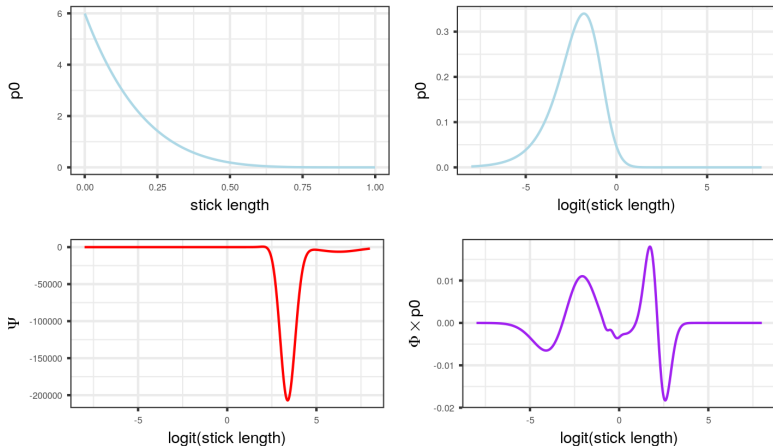 6
4
2
0
p0
0.00 0.25 0.50 0.75 1.00
stick length
0.3
0.2
0.1
0.0
p0
-5 0 5
logit(stick length)
0
-50000
-100000
-150000
-200000
Ψ
-5 0 5
logit(stick length)
0.01
0.00
-0.01
-0.02
Φ × p0
-5 0 5
logit(stick length)